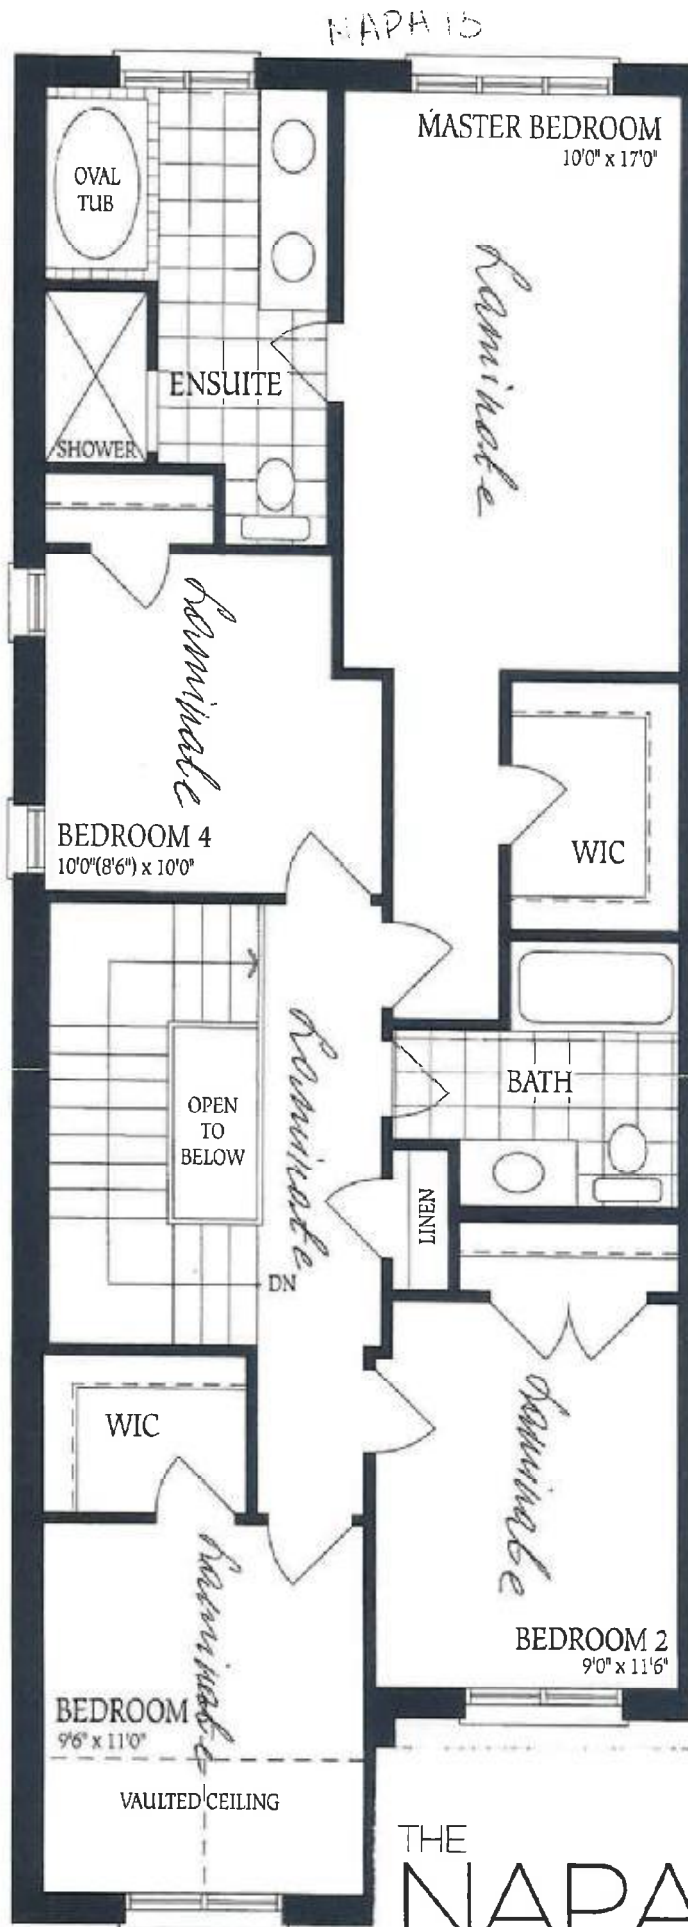 NAPA 15
MASTER BEDROOM
10'0" x 17'0"
OVAL
TUB
Laminate
ENSUITE
SHOWER
Laminate
BEDROOM 4
10'0"(8'6") x 10'0"
WIC
Laminate
OPEN
TO
BELOW
BATH
LINEN
DN
WIC
Laminate
Laminate
BEDROOM 2
9'0" x 11'6"
BEDROOM
9'6" x 11'0"
VAULTED CEILING
THE
NAPA